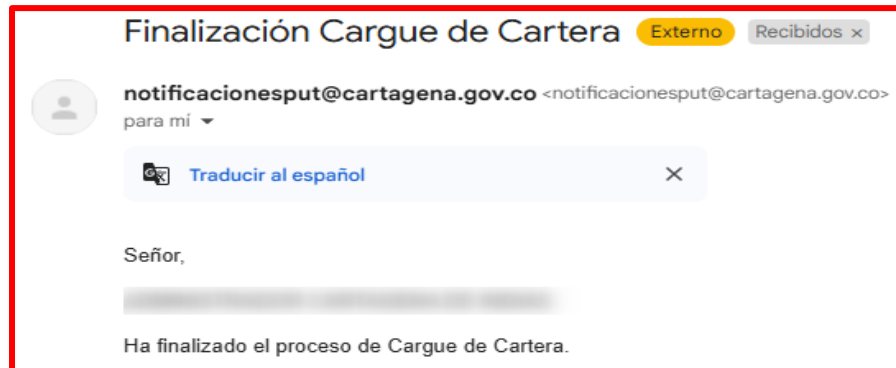 Finalización Cargue de Cartera Externo Recibidos x
notificacionesput@cartagena.gov.co <notificacionesput@cartagena.gov.co>
para mí
Traducir al español
Señor,
Ha finalizado el proceso de Cargue de Cartera.